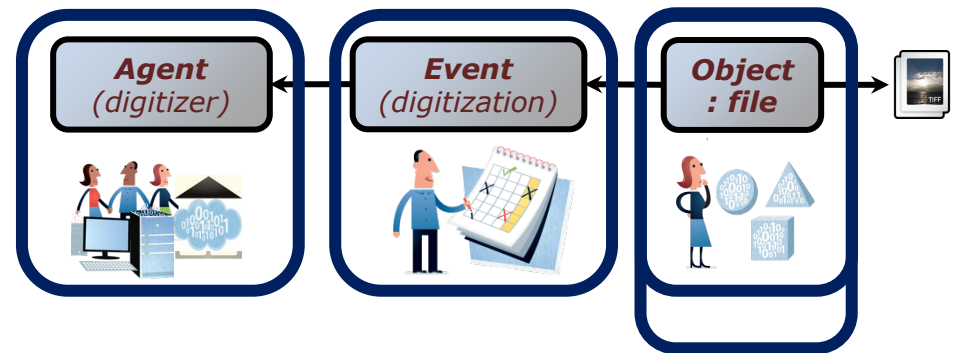 Agent
(digitizer)
Event
(digitization)
Object
: file
TIFF